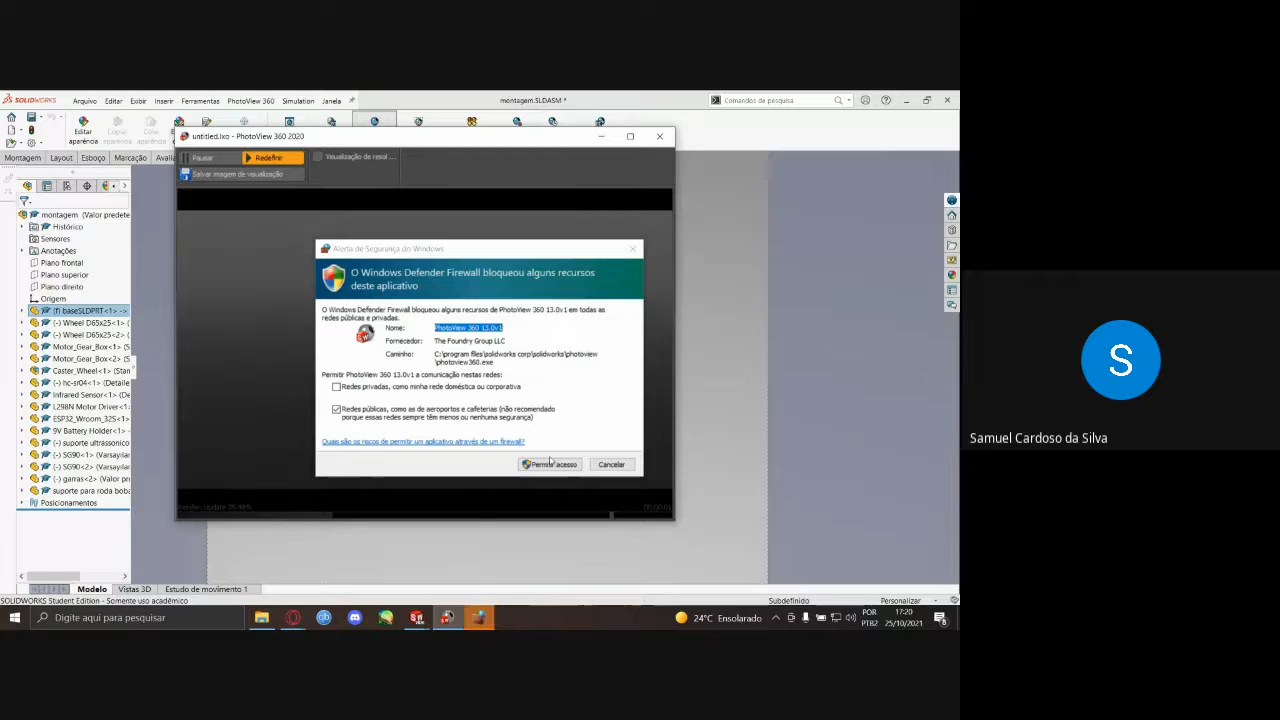 SOLIDWORKS
Arquivo Editar Exibir Inserir Ferramentas PhotoView 360 Simulation Janela
montagem.SLDASM *
Comandos de pesquisa
Editar aparência
Copiar aparência
Montagem Layout Esboço Marcação
untitled.lxo - PhotoView 360 2020
Pausar
Redefinir
Visualização de resol ...
Salvar imagem de visualização
montagem (Valor predete
Histórico
Sensores
Anotações
Plano frontal
Plano superior
Plano direito
Origem
(f) baseSLDPRT<1> ->
(-) Wheel D65x25<1>
(-) Wheel D65x25<2>
Motor_Gear_Box<2>
Caster_Wheel<1> (Stan
(-) hc-sr04<1> (Detaile
Infrared Sensor<1>
L298N Motor Driver<1>
ESP32_Wroom_32S<1>
9V Battery Holder<1>
(-) suporte ultrassonico
(-) SG90<1> (Varsayılan
(-) SG90<2> (Varsayılan
(-) garras<2> (Valor pr
suporte para roda boba
Posicionamentos
Alerta de Segurança do Windows
O Windows Defender Firewall bloqueou alguns recursos
deste aplicativo
O Windows Defender Firewall bloqueou alguns recursos de PhotoView 360 13.0v1 em todas as
redes públicas e privadas.
Nome: PhotoView 360 13.0v1
Fornecedor: The Foundry Group LLC
Caminho: C:\program files\solidworks corp\solidworks\photoview
\photoview360.exe
Permitir PhotoView 360 13.0v1 a comunicação nestas redes:
Redes privadas, como minha rede doméstica ou corporativa
Redes públicas, como as de aeroportos e cafeterias (não recomendado
porque essas redes sempre têm menos ou nenhuma segurança)
Quais são os riscos de permitir um aplicativo através de um firewall?
Permitir acesso
Cancelar
Modelo Vistas 3D Estudo de movimento 1
SOLIDWORKS Student Edition - Somente uso acadêmico
Subdefinido
Personalizar
Digite aqui para pesquisar
24°C Ensolarado
POR
PTB2
17:20
25/10/2021
S
Samuel Cardoso da Silva